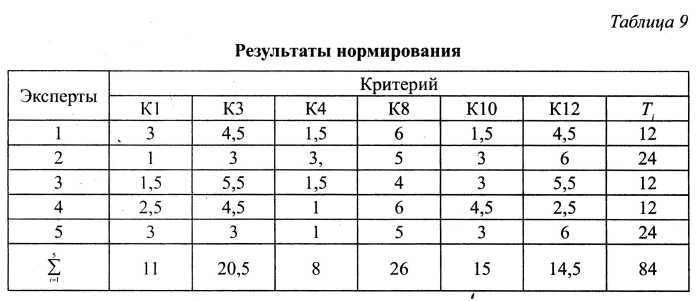 Таблица 9
Результаты нормирования
Эксперты Критерий
К1 К3 К4 К8 К10 К12 Ti
1 3 4,5 1,5 6 1,5 4,5 12
2 1 3 3, 5 3 6 24
3 1,5 5,5 1,5 4 3 5,5 12
4 2,5 4,5 1 6 4,5 2,5 12
5 3 3 1 5 3 6 24
5 ∑ i=1 11 20,5 8 26 15 14,5 84